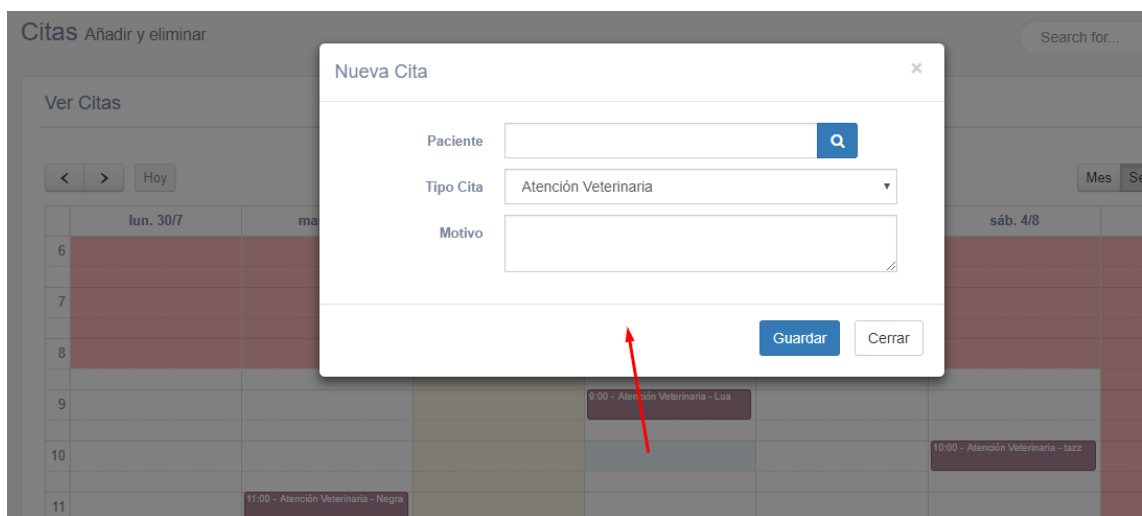 Citas Añadir y eliminar
Search for...
Nueva Cita
×
Ver Citas
Paciente
Tipo Cita Atención Veterinaria
Motivo
< > Hoy
Mes
lun. 30/7
sáb. 4/8
6
7
8
9
10
11
Guardar Cerrar
9:00 - Atención Veterinaria - Lua
10:00 - Atención Veterinaria - tazz
11:00 - Atención Veterinaria - Negra